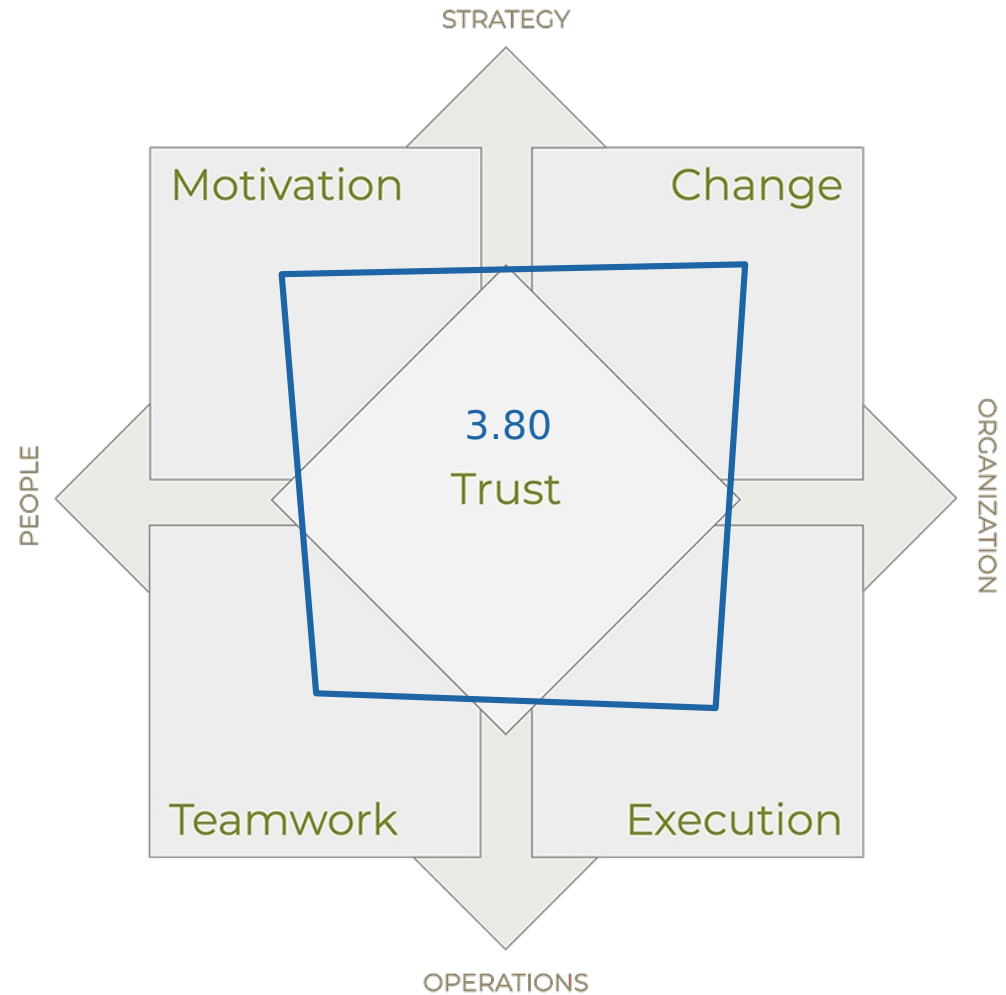 STRATEGY
Motivation
Change
3.80
Trust
PEOPLE
ORGANIZATION
Teamwork
Execution
OPERATIONS